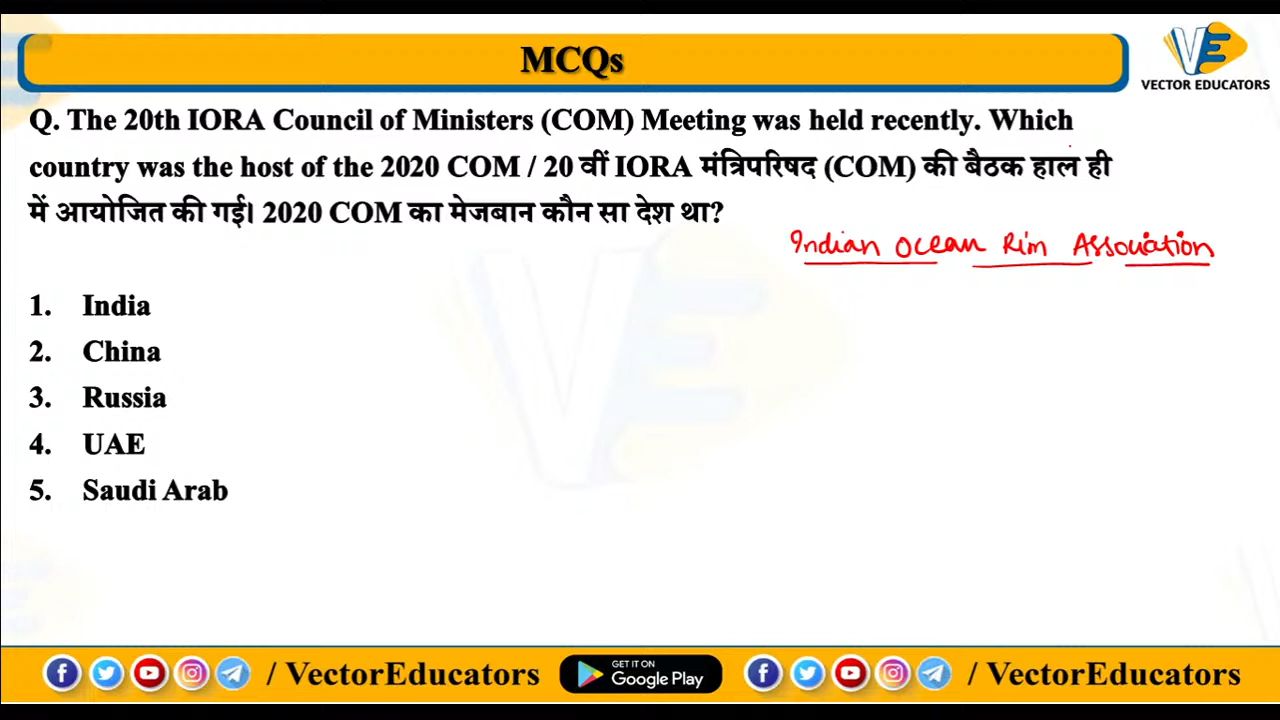 MCQs
VECTOR EDUCATORS
Q. The 20th IORA Council of Ministers (COM) Meeting was held recently. Which
country was the host of the 2020 COM / 20 वीं IORA मंत्रिपरिषद (COM) की बैठक हाल ही
में आयोजित की गई। 2020 COM का मेजबान कौन सा देश था?
Indian Ocean Rim Association
1. India
2. China
3. Russia
4. UAE
5. Saudi Arab
/ VectorEducators GET IT ON Google Play / VectorEducators